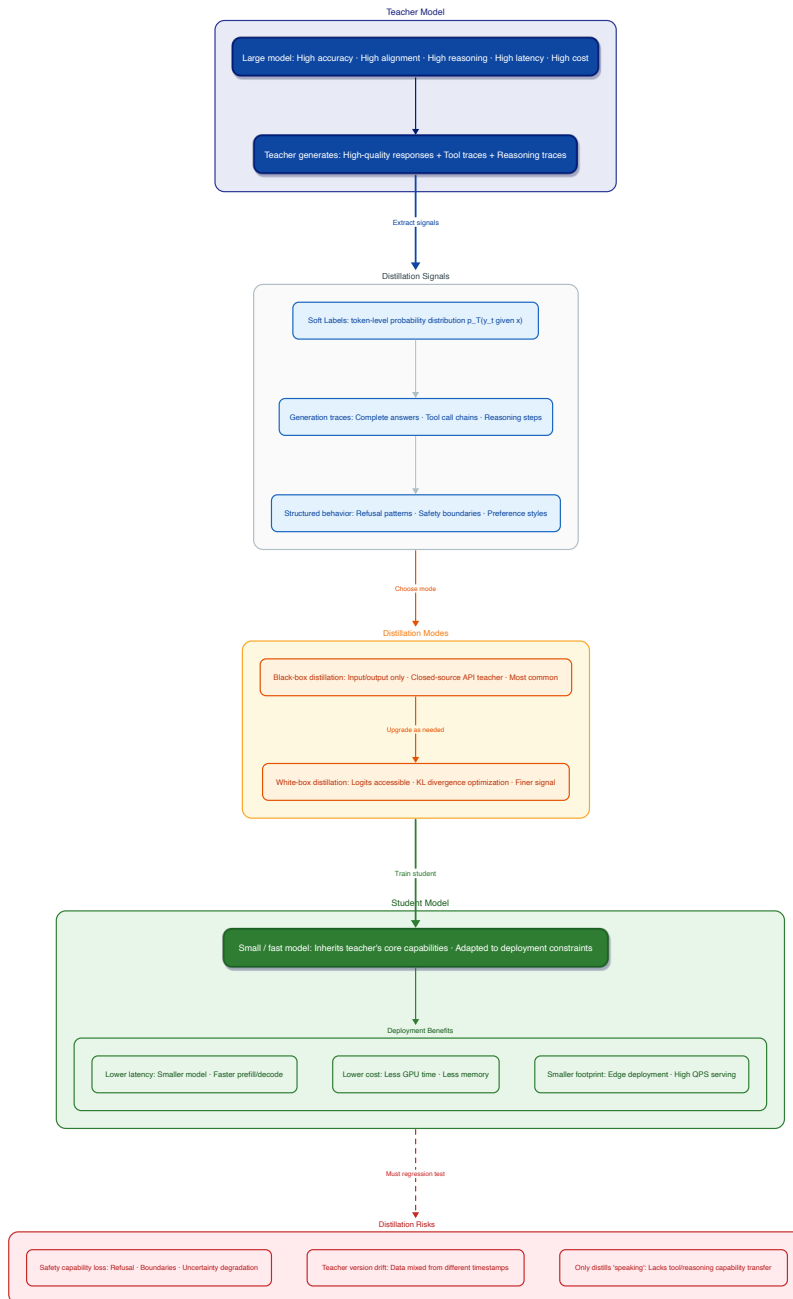 Teacher Model
Large model: High accuracy · High alignment · High reasoning · High latency · High cost
Teacher generates: High-quality responses + Tool traces + Reasoning traces
Extract signals
Distillation Signals
Soft Labels: token-level probability distribution p_T(y_t given x)
Generation traces: Complete answers · Tool call chains · Reasoning steps
Structured behavior: Refusal patterns · Safety boundaries · Preference styles
Choose mode
Distillation Modes
Black-box distillation: Input/output only · Closed-source API teacher · Most common
Upgrade as needed
White-box distillation: Logits accessible · KL divergence optimization · Finer signal
Train student
Student Model
Small / fast model: Inherits teacher's core capabilities · Adapted to deployment constraints
Deployment Benefits
Lower latency: Smaller model · Faster prefill/decode
Lower cost: Less GPU time · Less memory
Smaller footprint: Edge deployment · High QPS serving
Must regression test
Distillation Risks
Safety capability loss: Refusal · Boundaries · Uncertainty degradation
Teacher version drift: Data mixed from different timestamps
Only distills 'speaking': Lacks tool/reasoning capability transfer